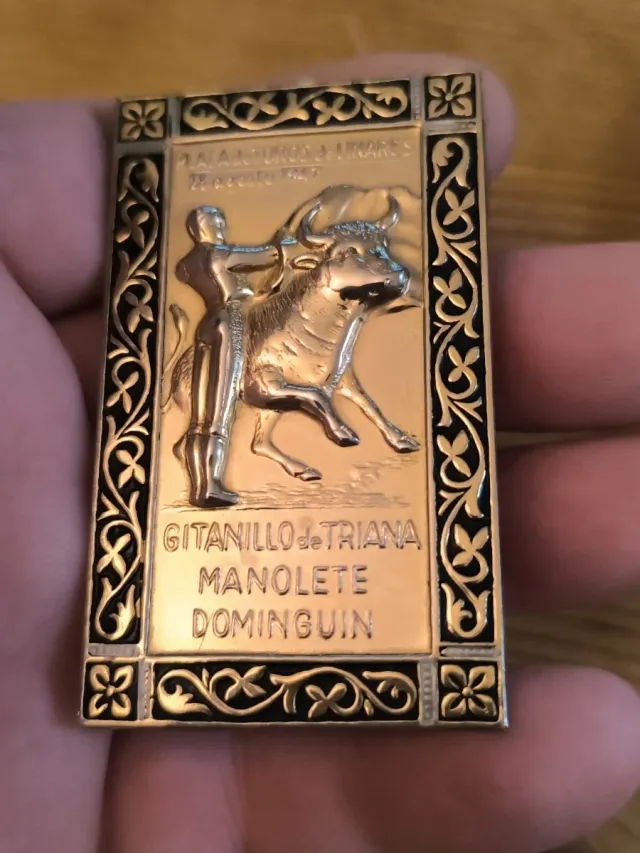 PLAZA de TOROS de LINARES
28 agosto 1947
GITANILLO de TRIANA
MANOLETE
DOMINGUIN